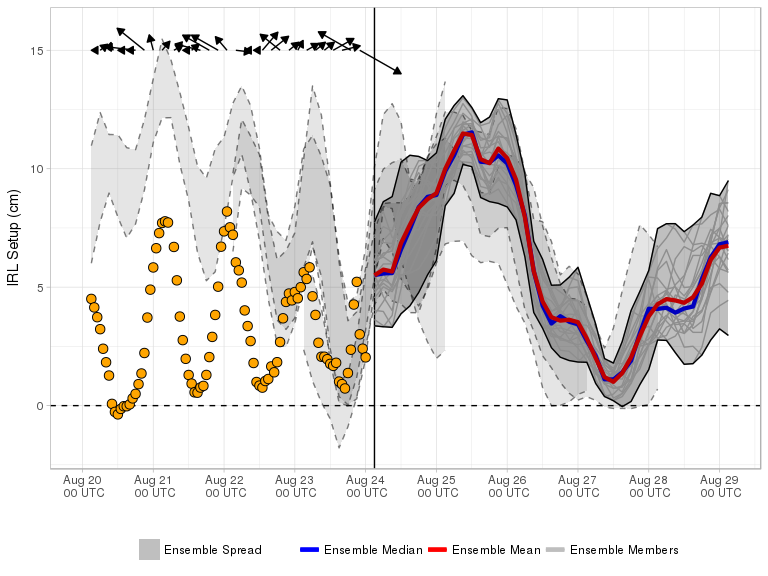 15
10
5
0
IRL Setup (cm)
Aug 20 Aug 21 Aug 22 Aug 23 Aug 24 Aug 25 Aug 26 Aug 27 Aug 28 Aug 29
00 UTC 00 UTC 00 UTC 00 UTC 00 UTC 00 UTC 00 UTC 00 UTC 00 UTC 00 UTC
Ensemble Spread Ensemble Median Ensemble Mean Ensemble Members